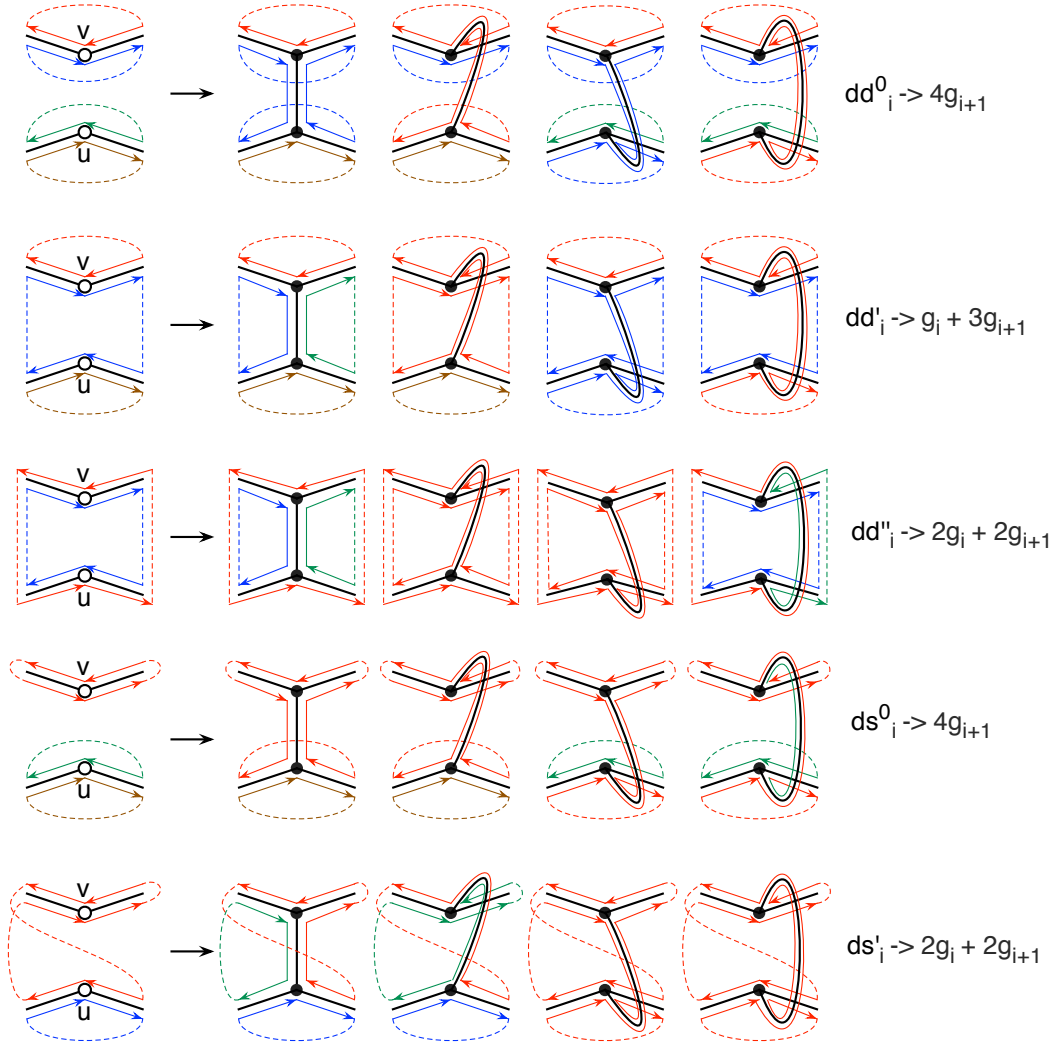 v
u
dd⁰ᵢ -> 4gᵢ₊₁
v
u
dd'ᵢ -> gᵢ + 3gᵢ₊₁
v
u
dd''ᵢ -> 2gᵢ + 2gᵢ₊₁
v
u
ds⁰ᵢ -> 4gᵢ₊₁
v
u
ds'ᵢ -> 2gᵢ + 2gᵢ₊₁